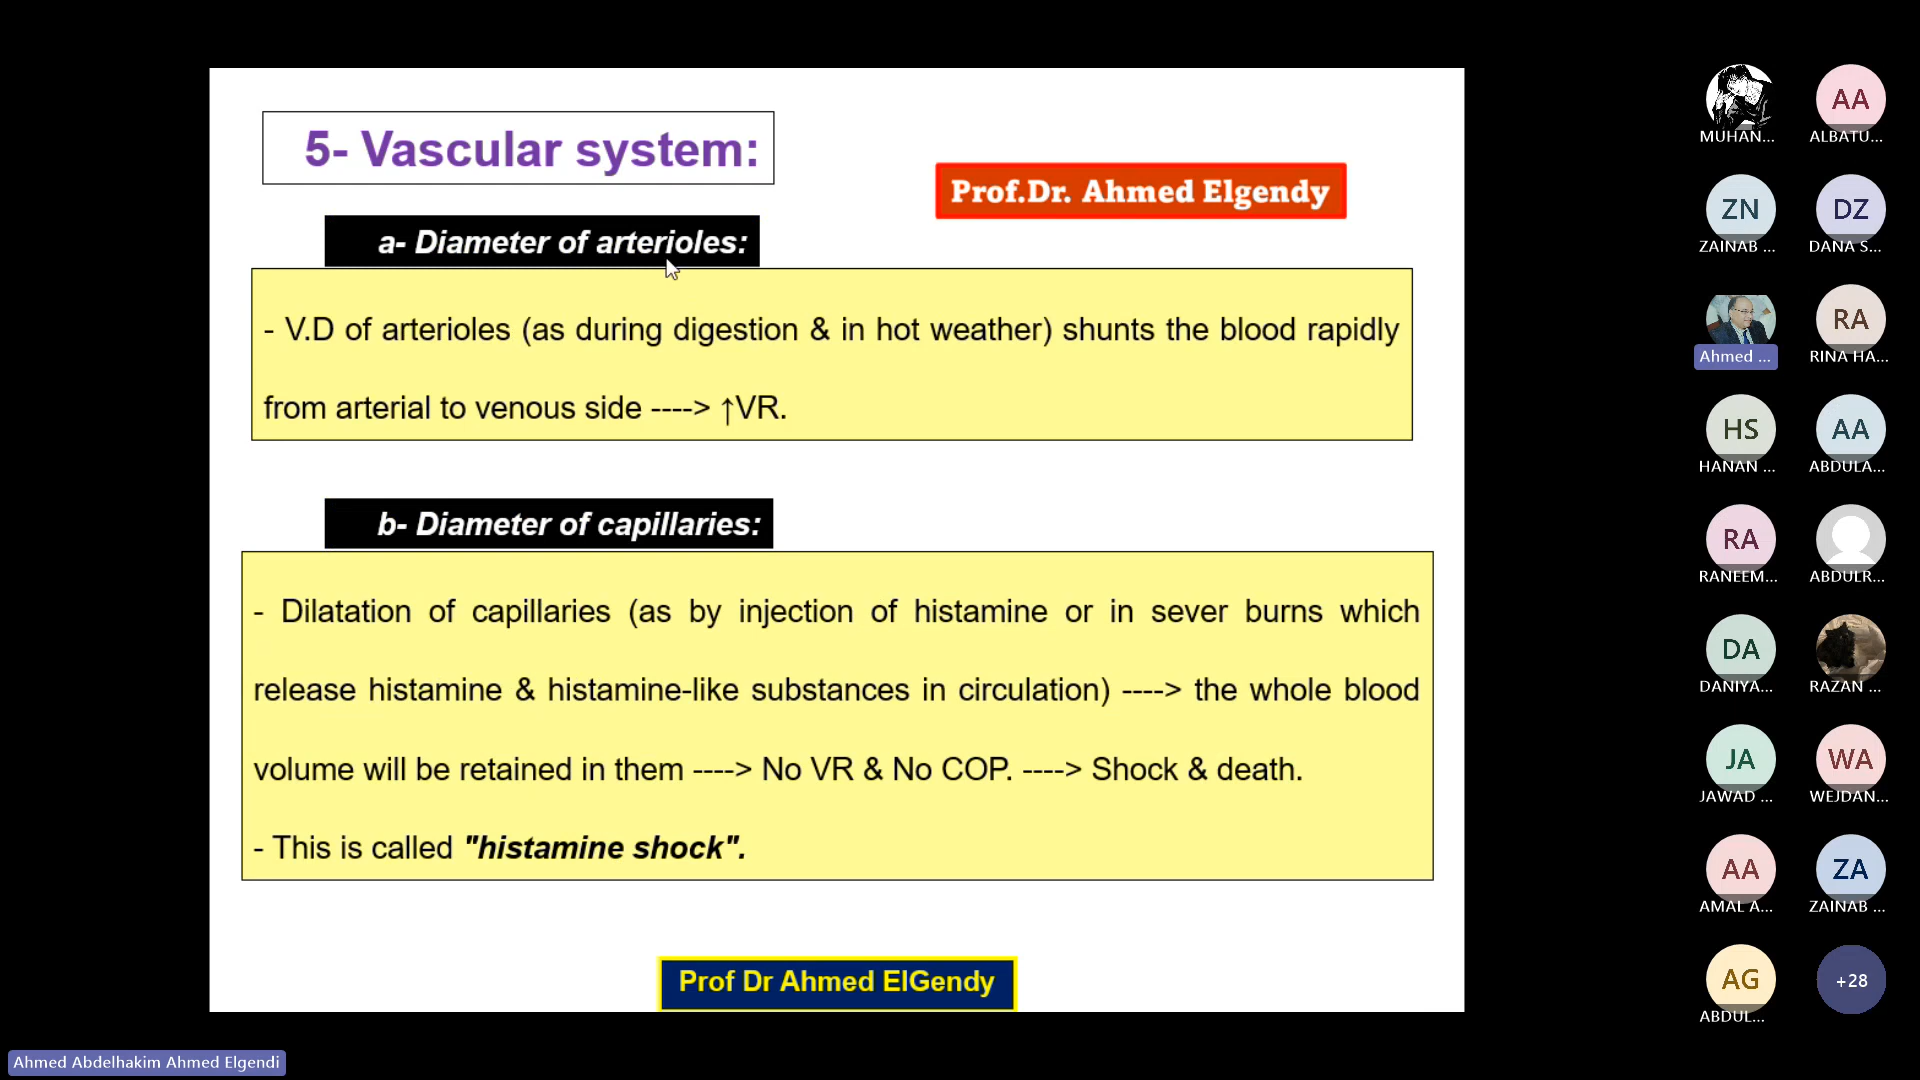 5- Vascular system:
Prof.Dr. Ahmed Elgendy
a- Diameter of arterioles:
- V.D of arterioles (as during digestion & in hot weather) shunts the blood rapidly
from arterial to venous side ----> ↑VR.
b- Diameter of capillaries:
- Dilatation of capillaries (as by injection of histamine or in sever burns which
release histamine & histamine-like substances in circulation) ----> the whole blood
volume will be retained in them ----> No VR & No COP. ----> Shock & death.
- This is called "histamine shock".
Prof Dr Ahmed ElGendy
Ahmed Abdelhakim Ahmed Elgendi
MUHAN...
AA
ALBATU...
ZN
ZAINAB ...
DZ
DANA S...
Ahmed ...
RA
RINA HA...
HS
HANAN ...
AA
ABDULA...
RA
RANEEM...
ABDULR...
DA
DANIYA...
RAZAN ...
JA
JAWAD ...
WA
WEJDAN...
AA
AMAL A...
ZA
ZAINAB ...
AG
ABDUL...
+28